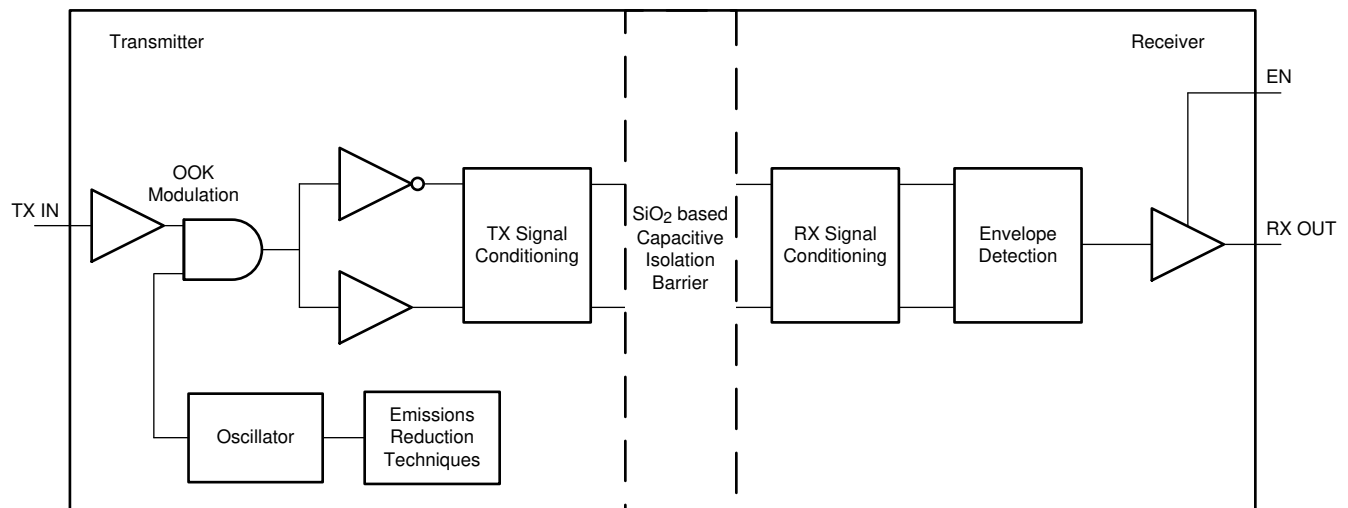 Transmitter
Receiver
EN
OOK
Modulation
TX IN
TX Signal
Conditioning
SiO2 based
Capacitive
Isolation
Barrier
RX Signal
Conditioning
Envelope
Detection
RX OUT
Oscillator
Emissions
Reduction
Techniques